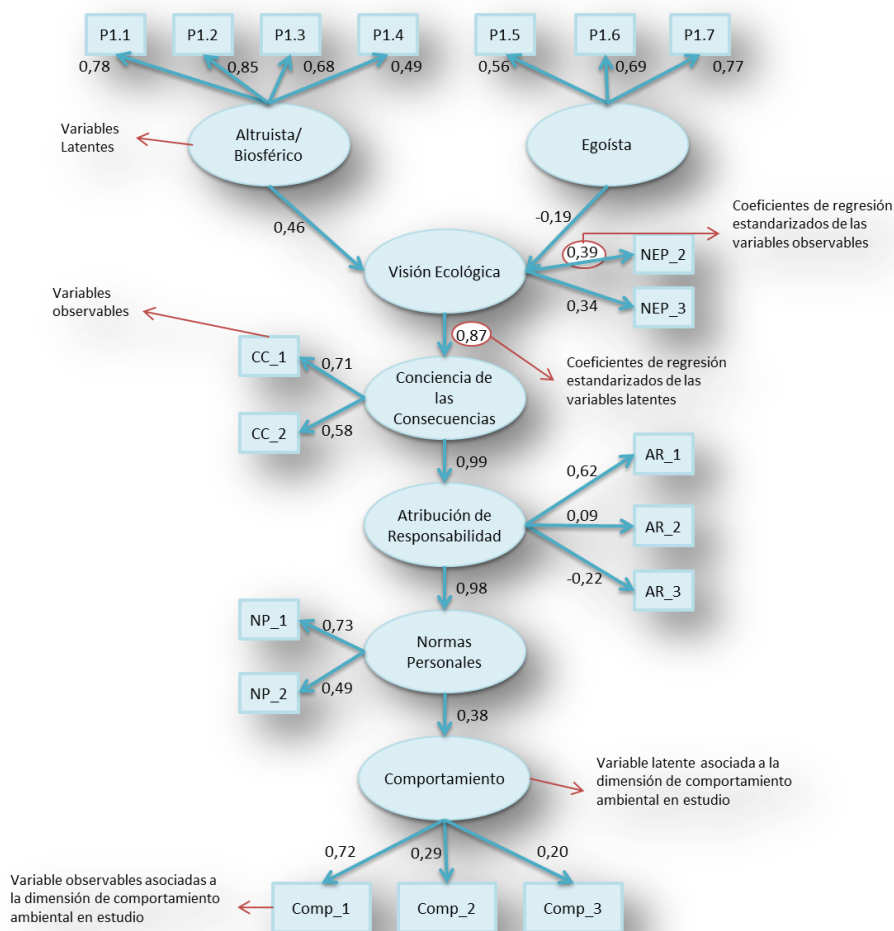 P1.1
P1.2
P1.3
P1.4
P1.5
P1.6
P1.7
0,78
0,85
0,68
0,49
0,56
0,69
0,77
Variables
Latentes
Altruista/
Biosférico
Egoísta
0,46
-0,19
Coeficientes de regresión
estandarizados de las
variables observables
Visión Ecológica
0,39
NEP_2
0,34
NEP_3
Variables
observables
0,87
Coeficientes de regresión
estandarizados de las
variables latentes
CC_1
0,71
CC_2
0,58
Conciencia de
las
Consecuencias
0,99
Atribución de
Responsabilidad
0,62
AR_1
0,09
AR_2
-0,22
AR_3
0,98
NP_1
0,73
NP_2
0,49
Normas
Personales
0,38
Comportamiento
Variable latente asociada a la
dimensión de comportamiento
ambiental en estudio
0,72
0,29
0,20
Variable observables asociadas a
la dimensión de comportamiento
ambiental en estudio
Comp_1
Comp_2
Comp_3